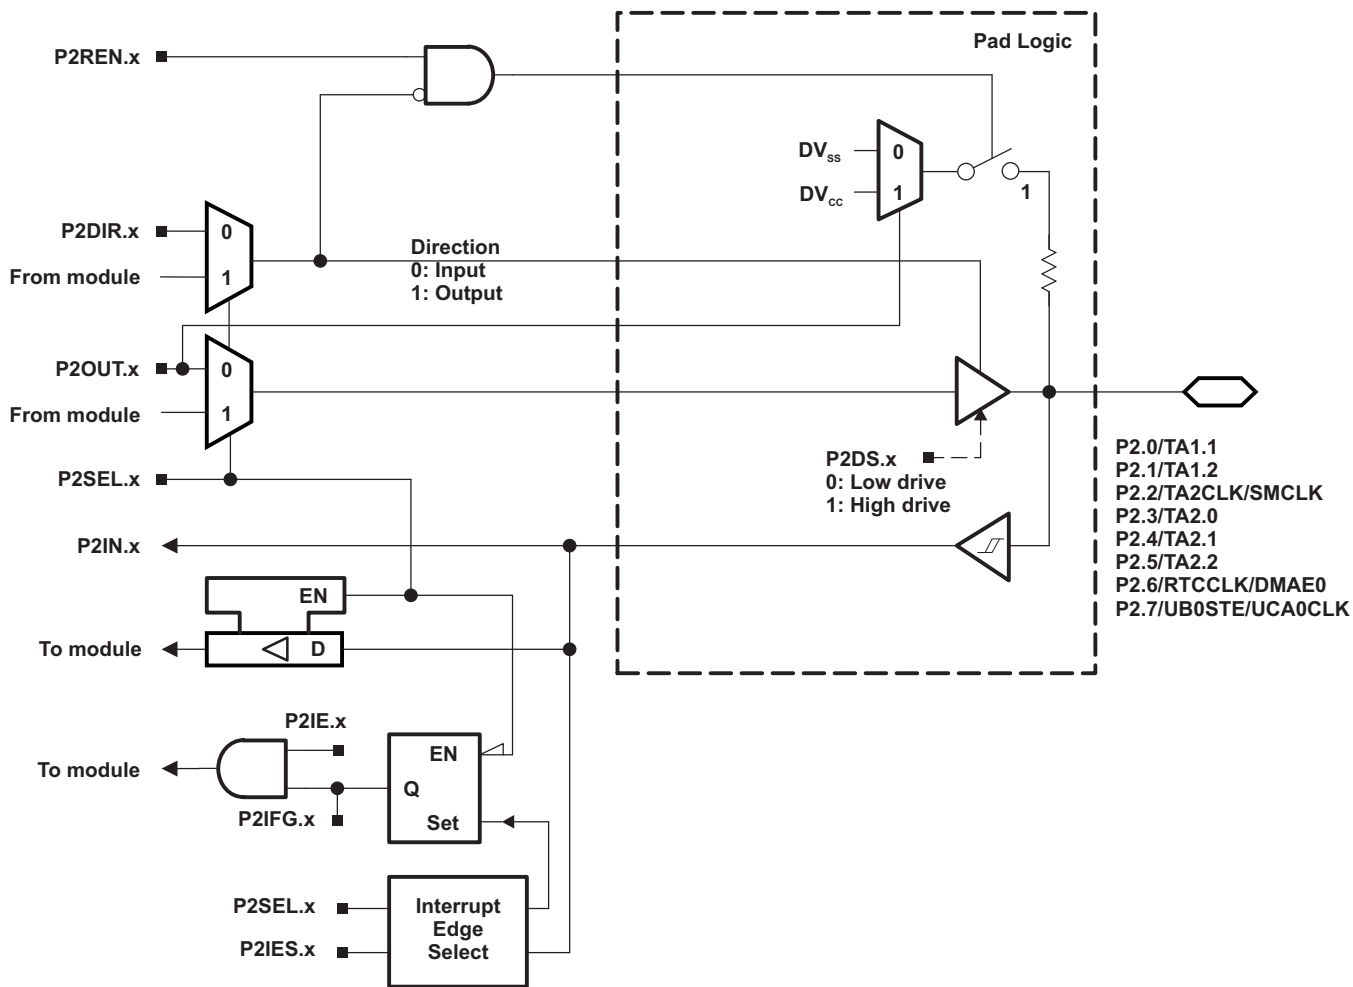 Pad Logic
P2REN.x
DVSS
0
DVCC
1
1
P2DIR.x
0
From module
1
Direction
0: Input
1: Output
P2OUT.x
0
From module
1
P2SEL.x
P2DS.x
0: Low drive
1: High drive
P2.0/TA1.1
P2.1/TA1.2
P2.2/TA2CLK/SMCLK
P2.3/TA2.0
P2.4/TA2.1
P2.5/TA2.2
P2.6/RTCCLK/DMAE0
P2.7/UB0STE/UCA0CLK
P2IN.x
EN
To module
D
P2IE.x
EN
To module
Q
P2IFG.x
Set
P2SEL.x
P2IES.x
Interrupt
Edge
Select